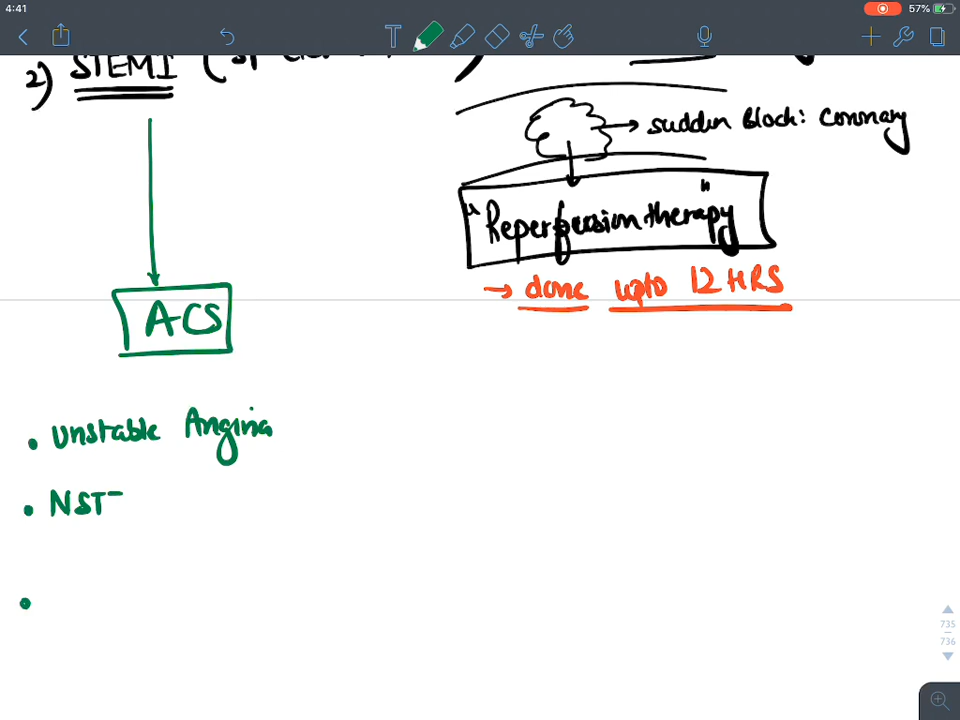 4:41
57%
2) STEMI (ST
sudden Block: Coronary
"Reperfusion therapy"
→ done upto 12 HRS
ACS
• Unstable Angina
• NST
•
735
736